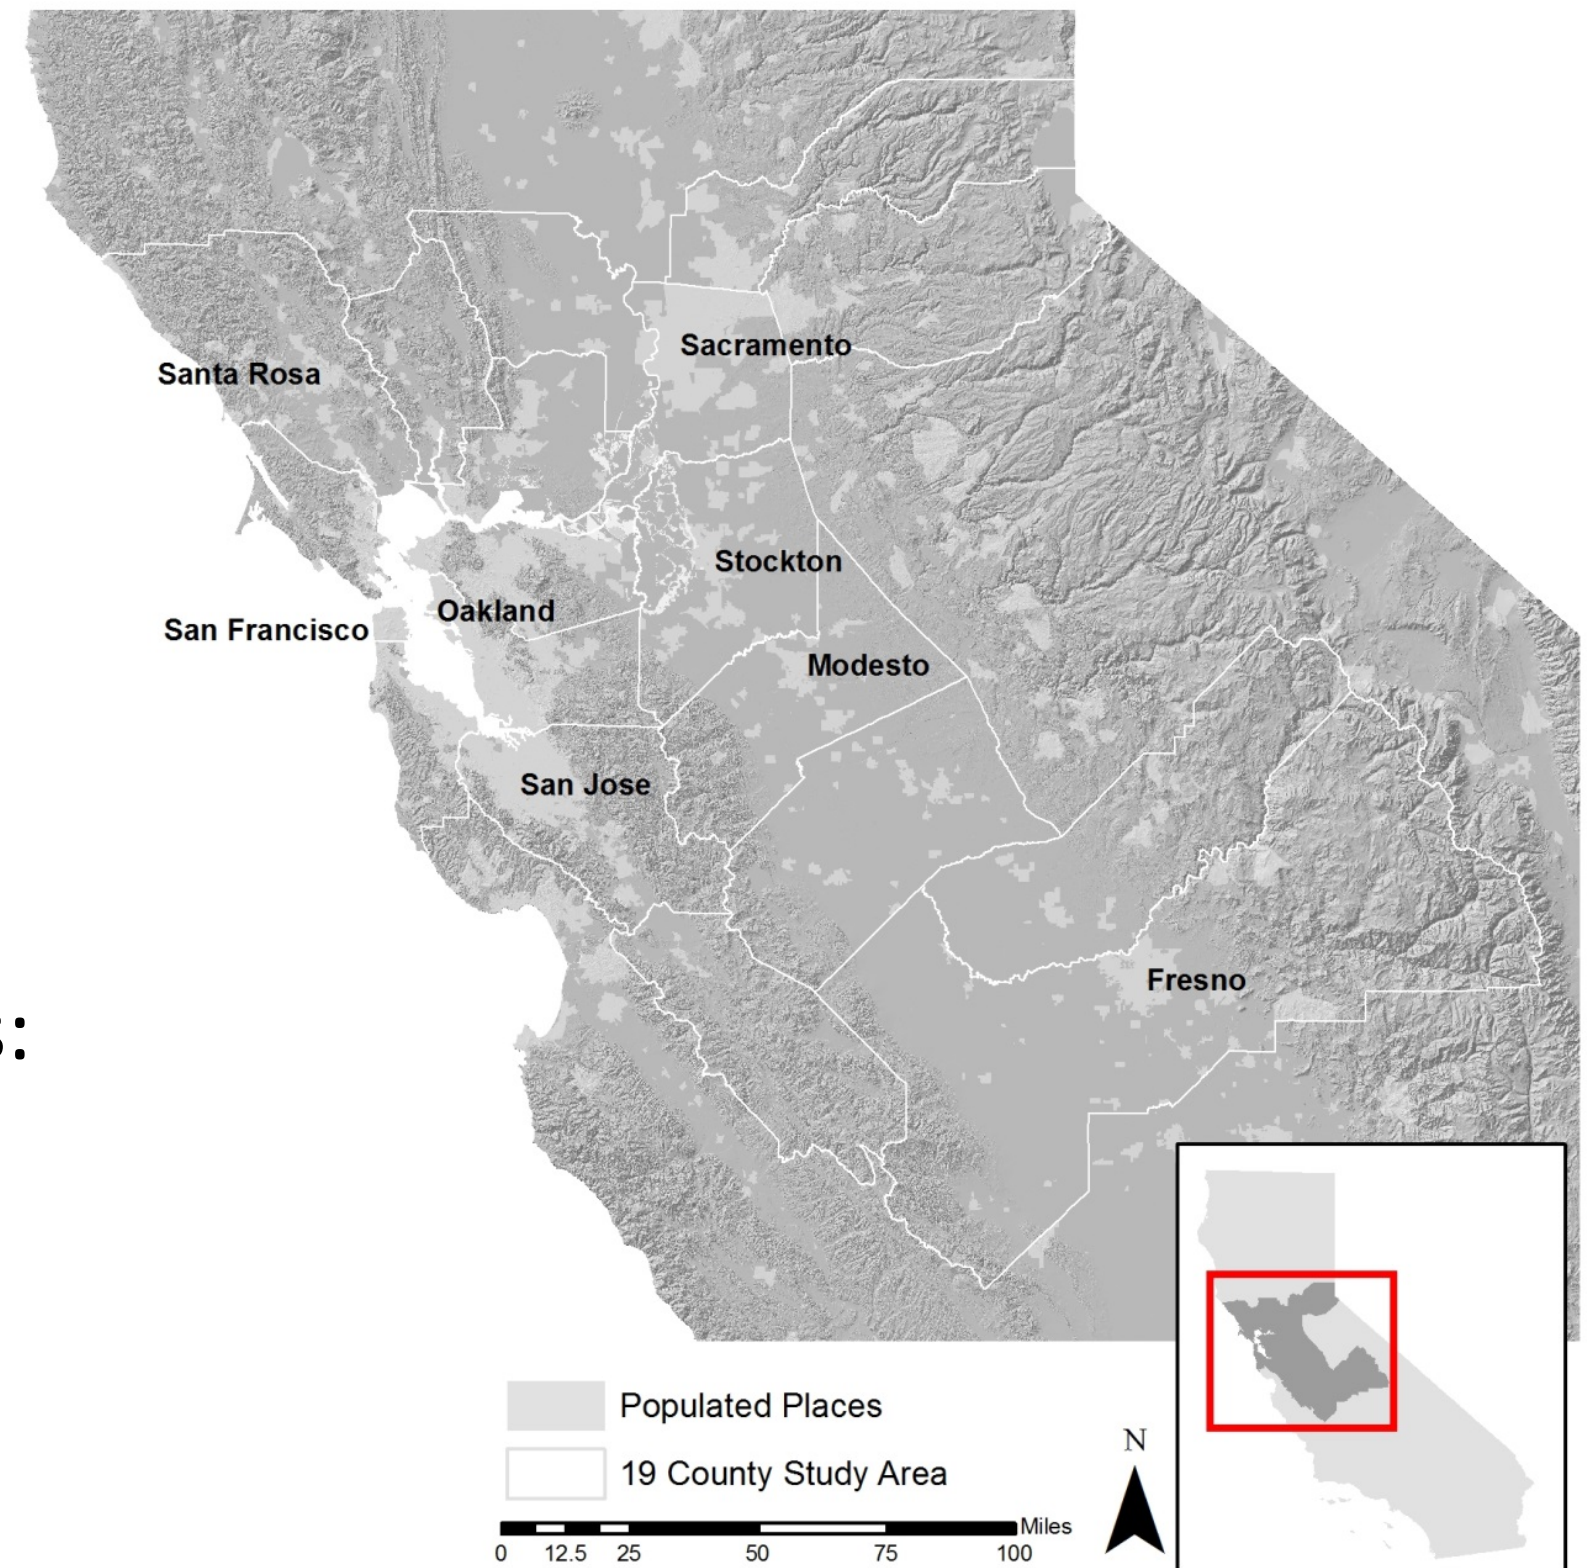 Sacramento
Santa Rosa
Stockton
Oakland
San Francisco
Modesto
San Jose
Fresno
:
Populated Places
19 County Study Area
N
Miles
0 12.5 25 50 75 100